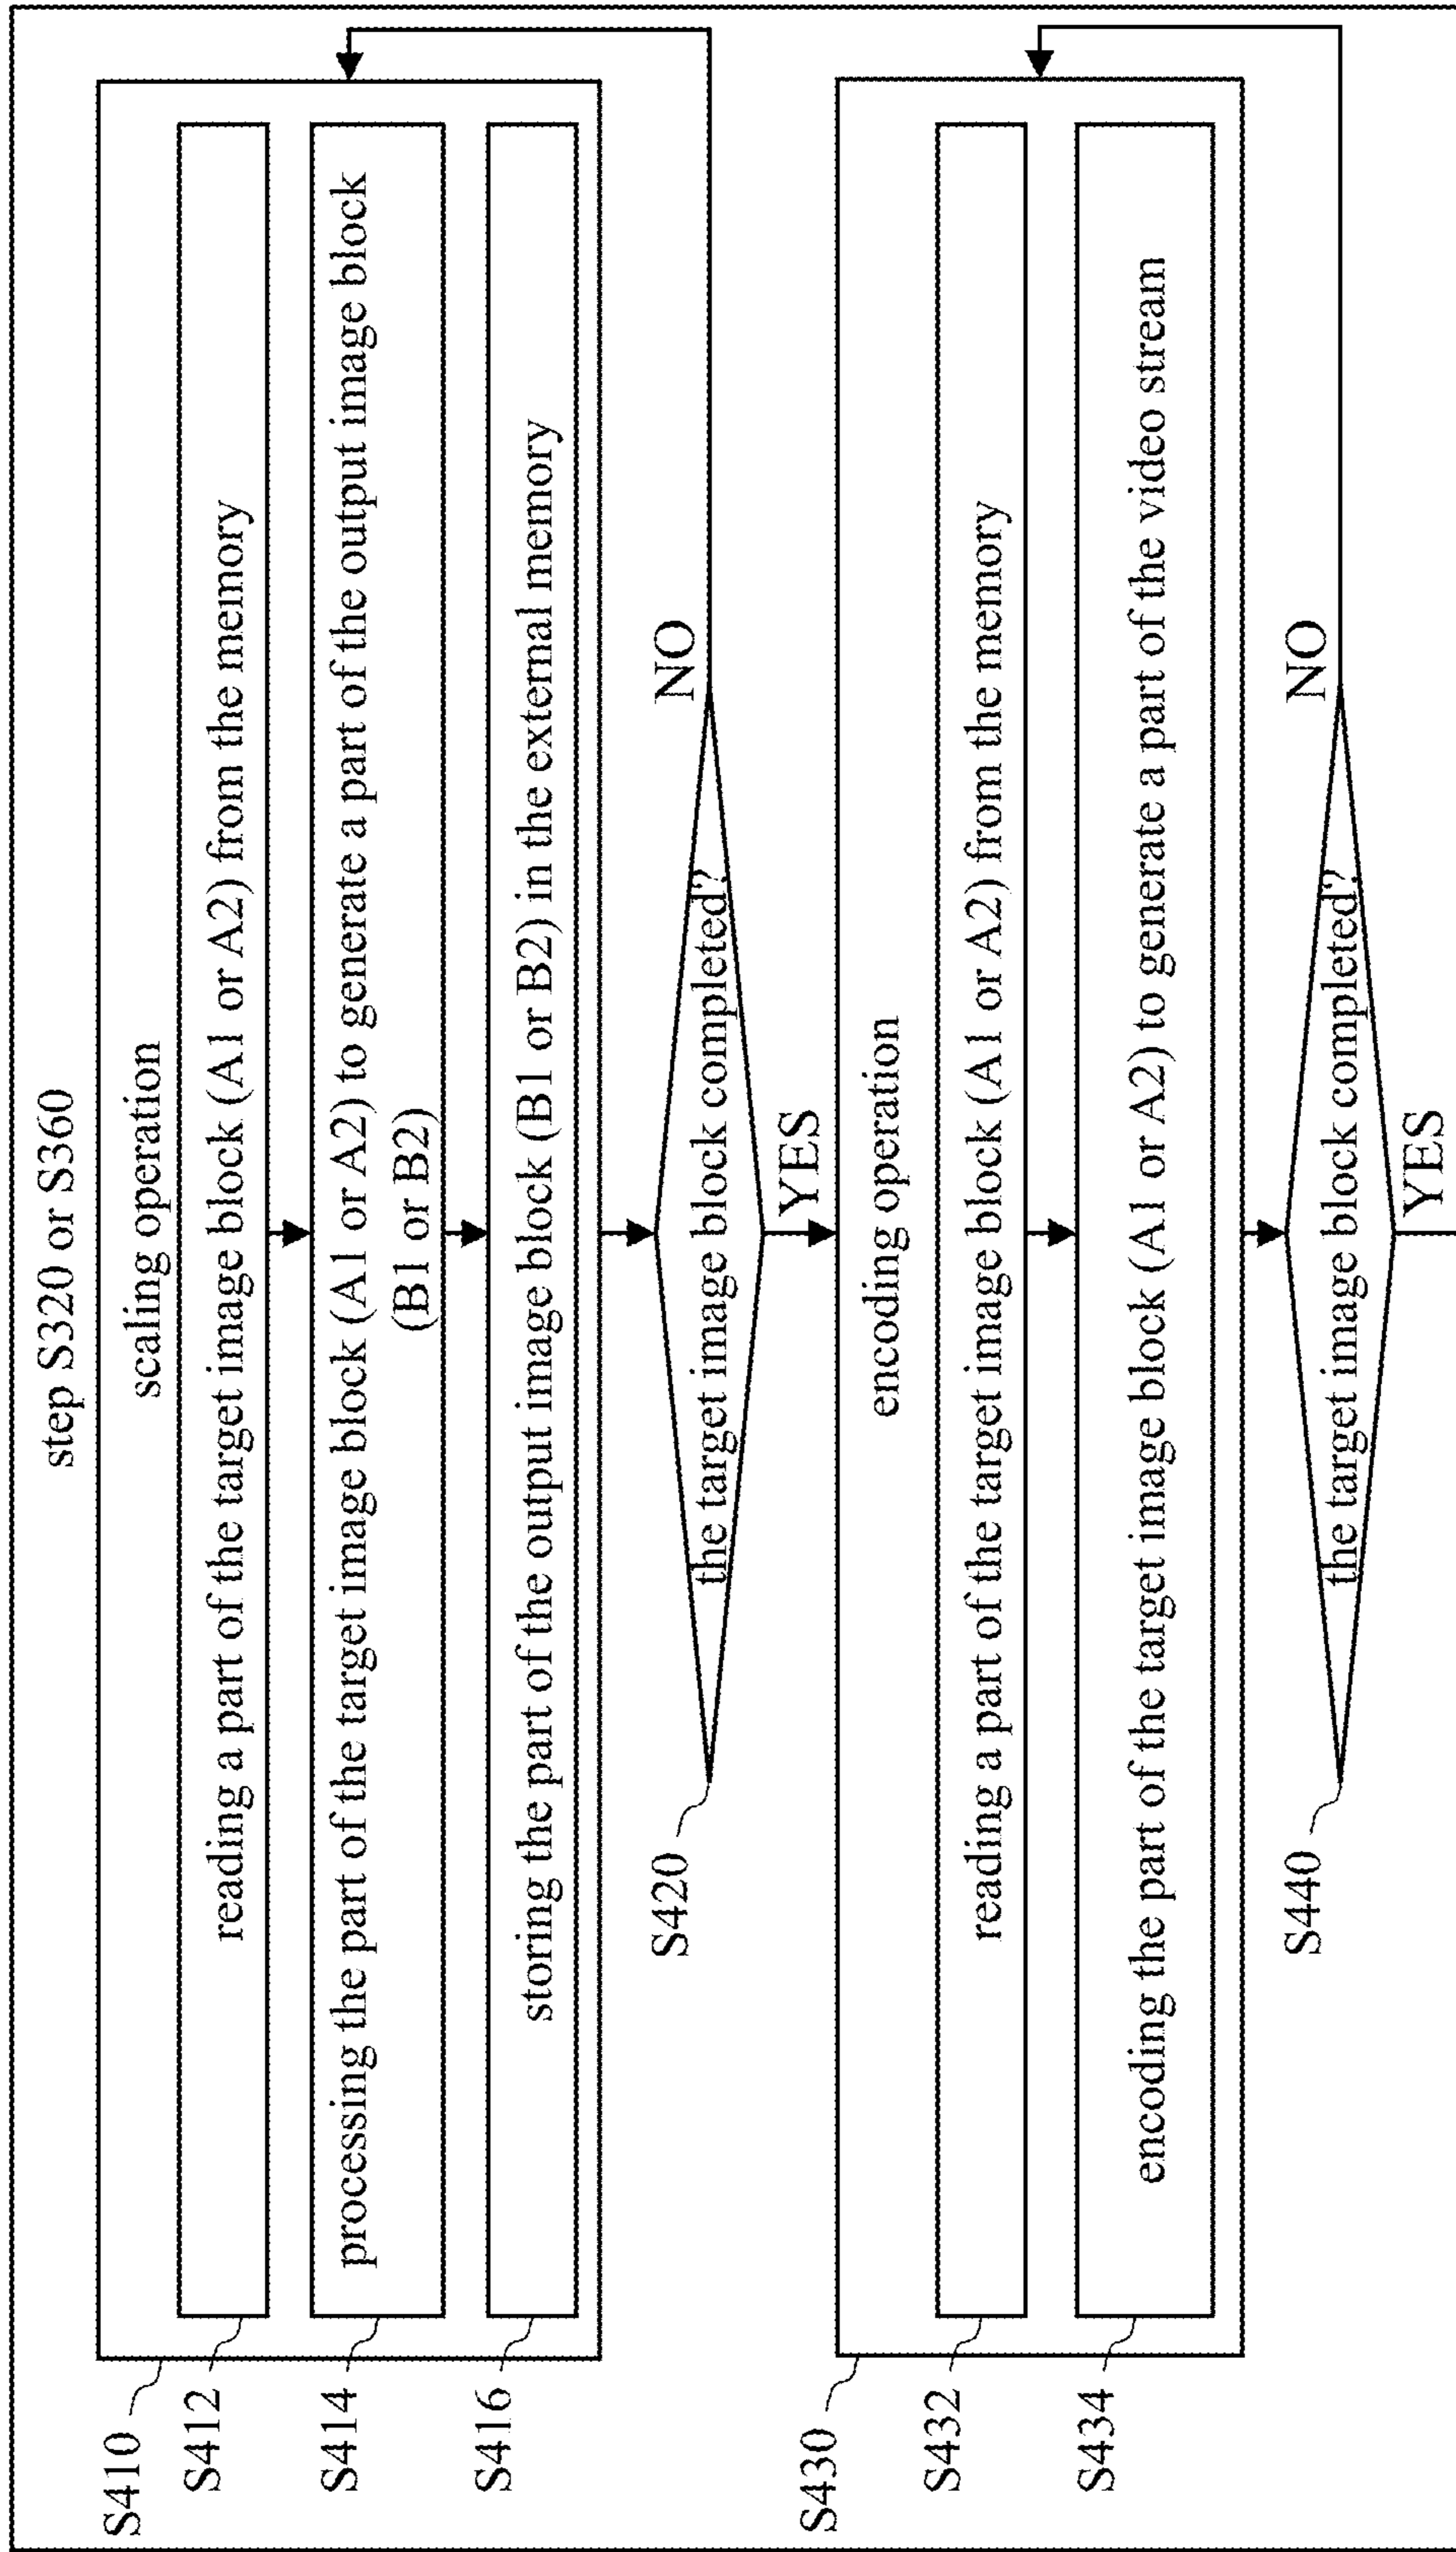 step S320 or S360
S410
scaling operation
S412
reading a part of the target image block (A1 or A2) from the memory
S414
processing the part of the target image block (A1 or A2) to generate a part of the output image block
(B1 or B2)
S416
storing the part of the output image block (B1 or B2) in the external memory
S420
the target image block completed?
NO
YES
S430
encoding operation
S432
reading a part of the target image block (A1 or A2) from the memory
S434
encoding the part of the target image block (A1 or A2) to generate a part of the video stream
S440
the target image block completed?
NO
YES